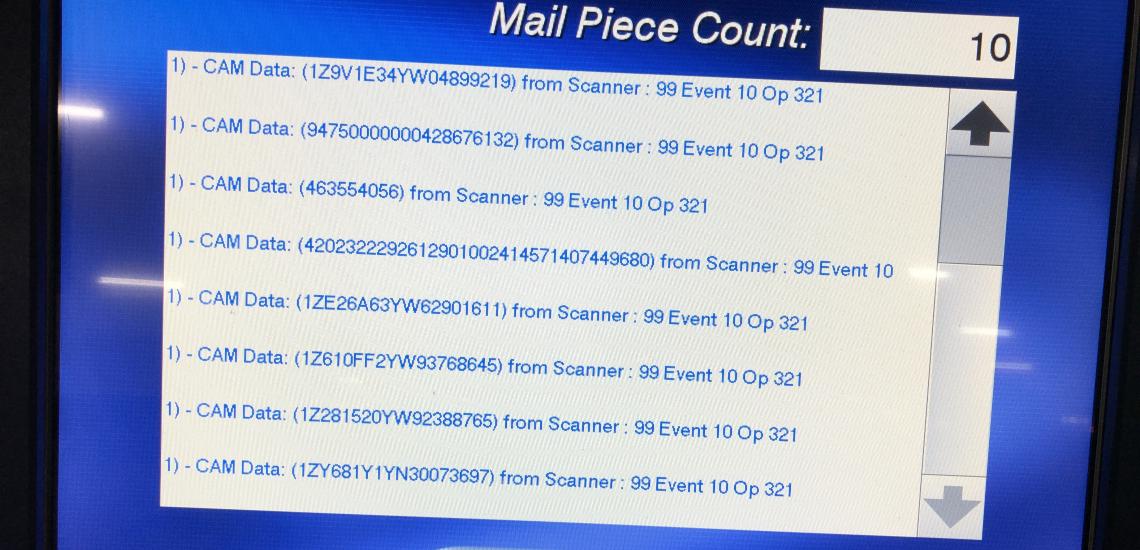 Mail Piece Count: 10
1) - CAM Data: (1Z9V1E34YW04899219) from Scanner : 99 Event 10 Op 321
1) - CAM Data: (94750000000428676132) from Scanner : 99 Event 10 Op 321
1) - CAM Data: (463554056) from Scanner : 99 Event 10 Op 321
1) - CAM Data: (4202322292612901002414571407449680) from Scanner : 99 Event 10
1) - CAM Data: (1ZE26A63YW62901611) from Scanner : 99 Event 10 Op 321
1) - CAM Data: (1Z610FF2YW93768645) from Scanner : 99 Event 10 Op 321
1) - CAM Data: (1Z281520YW92388765) from Scanner : 99 Event 10 Op 321
1) - CAM Data: (1ZY681Y1YN30073697) from Scanner : 99 Event 10 Op 321